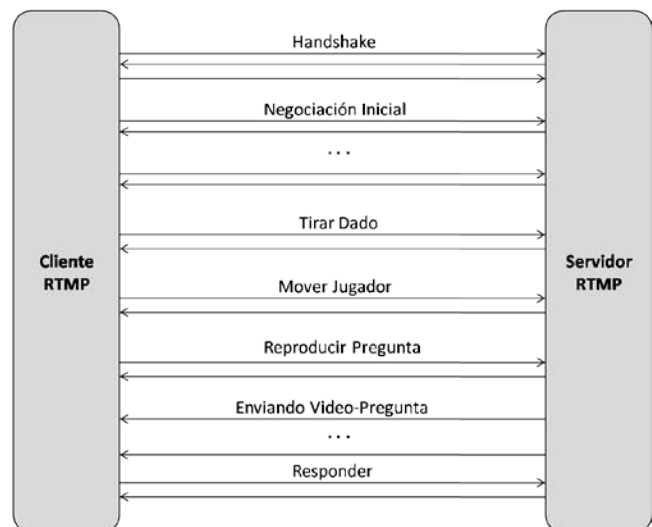 Handshake
Negociación Inicial
...
Tirar Dado
Cliente
RTMP
Servidor
RTMP
Mover Jugador
Reproducir Pregunta
Enviando Video-Pregunta
...
Responder